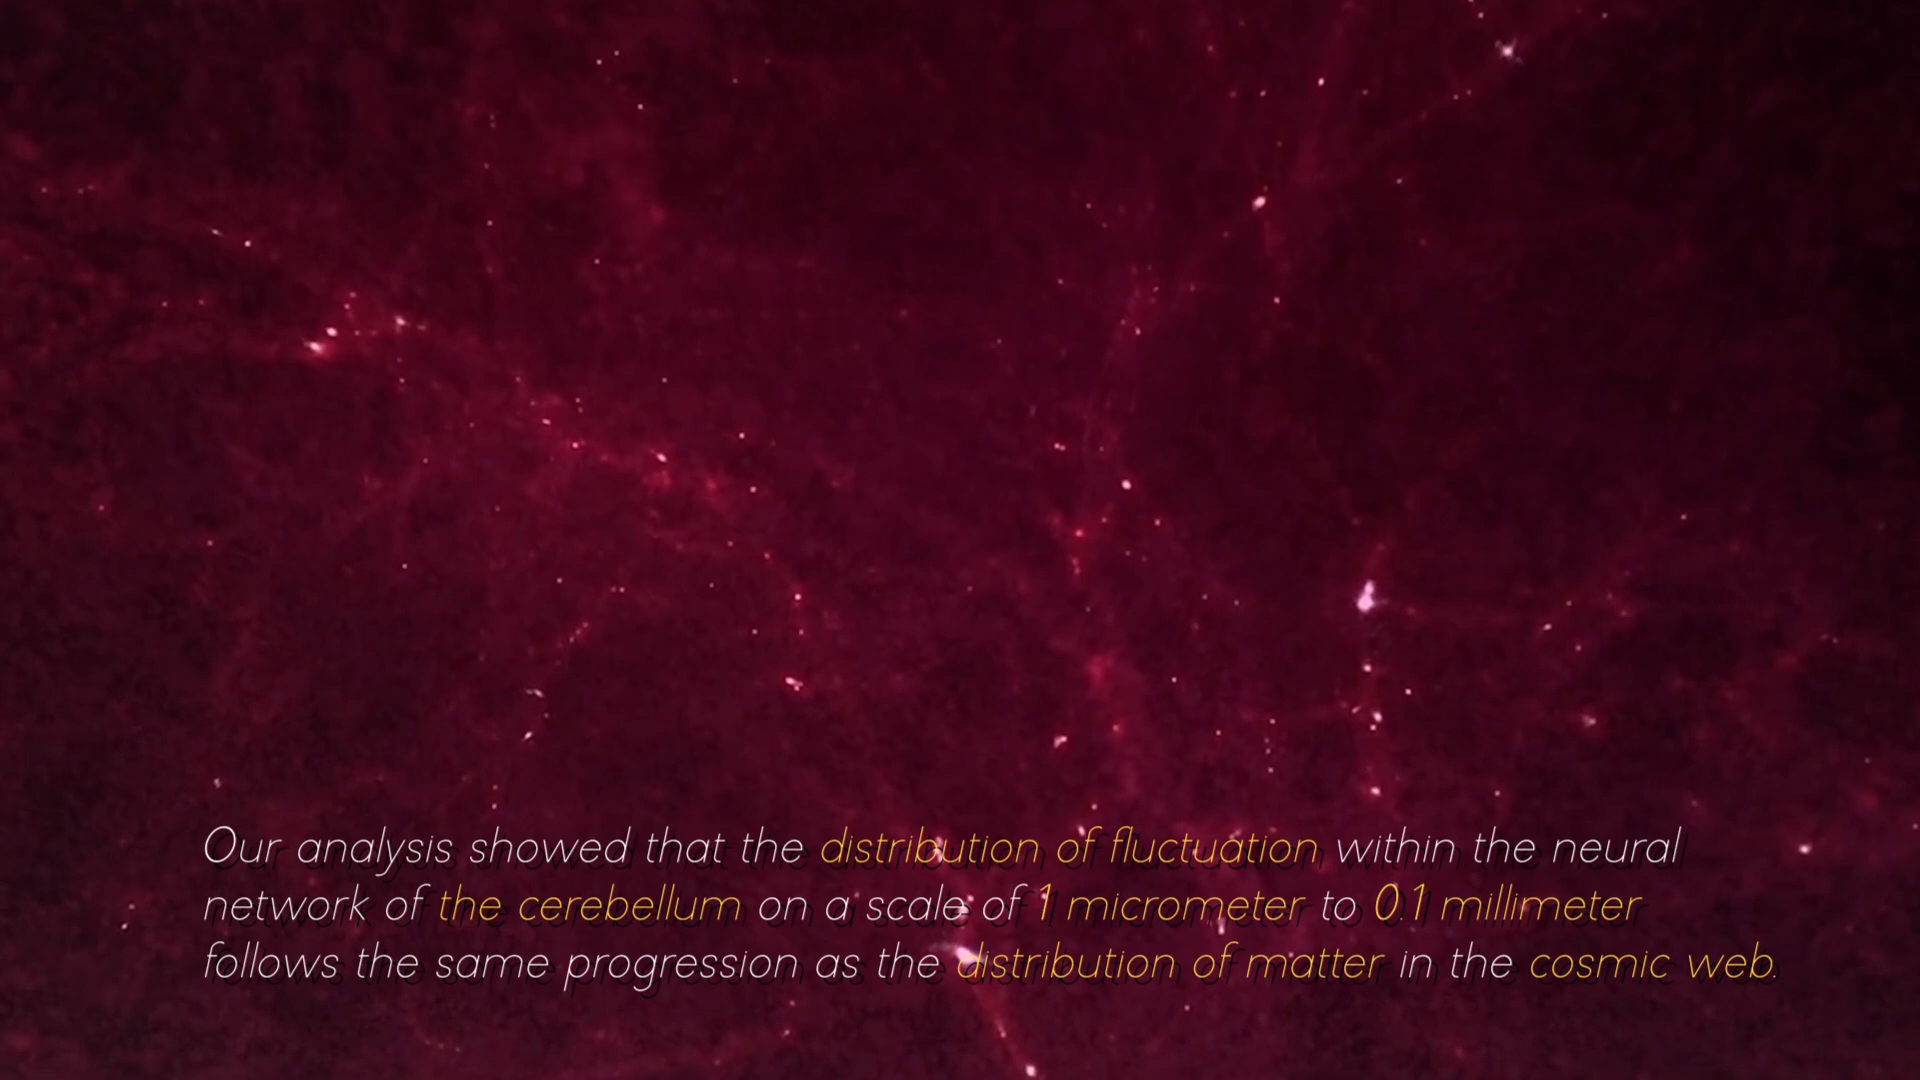 Our analysis showed that the distribution of fluctuation within the neural
network of the cerebellum on a scale of 1 micrometer to 0.1 millimeter
follows the same progression as the distribution of matter in the cosmic web.